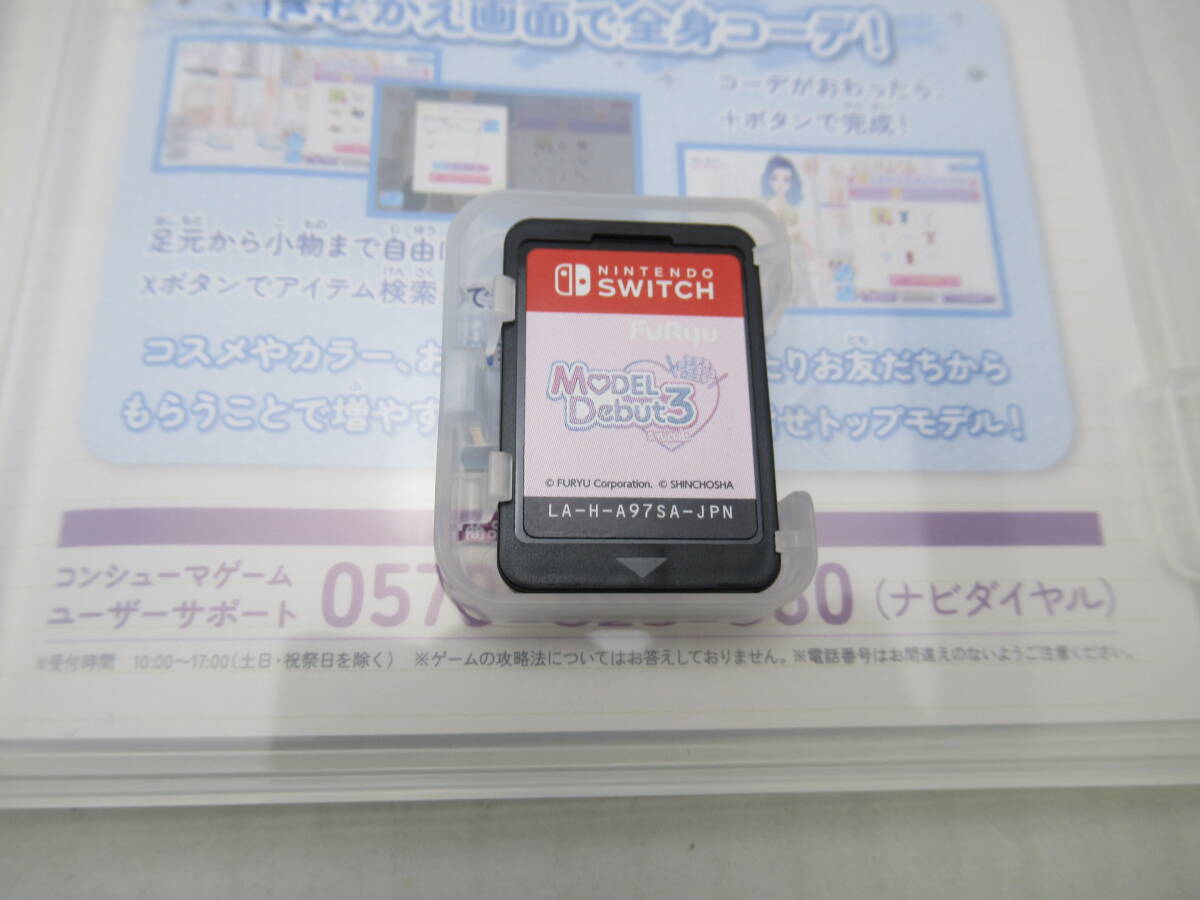 きせかえ画面で全身コーデ!
コーデがおわったら、
+ボタンで完成!
足元から小物まで自由に
Xボタンでアイテム検索
コスメやカラー、お
たりお友だちから
もらうことで増やす
せトップモデル!
NINTENDO
SWITCH
FuRyu
MODEL
Debut3
© FURYU Corporation. © SHINCHOSHA
LA-H-A97SA-JPN
コンシューマゲーム
ユーザーサポート
(ナビダイヤル)
※受付時間 10:00～17:00(土日・祝祭日を除く) ※ゲームの攻略法についてはお答えしておりません。※電話番号はお間違えのないようご注意ください。